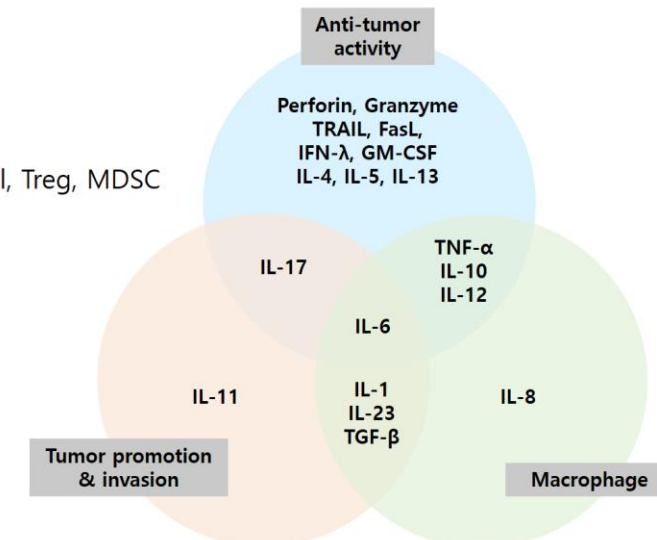 Anti-tumor
activity
Perforin, Granzyme
TRAIL, FasL,
IFN-λ, GM-CSF
IL-4, IL-5, IL-13
Treg, MDSC
IL-17
TNF-α
IL-10
IL-12
IL-6
IL-11
IL-1
IL-23
TGF-β
IL-8
Tumor promotion
& invasion
Macrophage